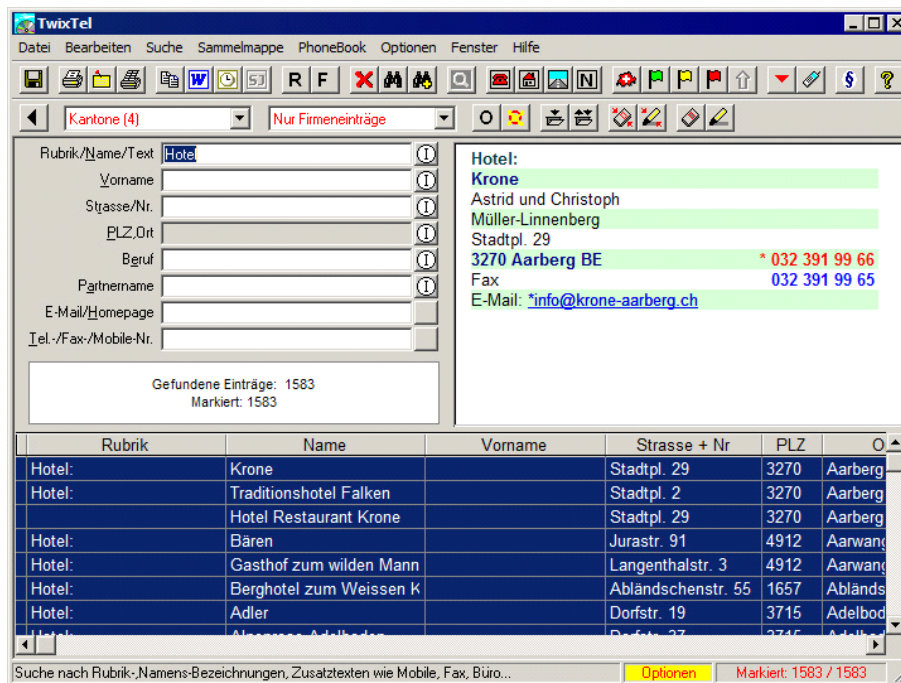 TwixTel
Datei Bearbeiten Suche Sammelmappe PhoneBook Optionen Fenster Hilfe
W SJ R F N § ?
Kantone (4) Nur Firmeneinträge
Rubrik/Name/Text Hotel
Vorname
Strasse/Nr.
PLZ,Ort
Beruf
Partnername
E-Mail/Homepage
Tel.-/Fax-/Mobile-Nr.
Gefundene Einträge: 1583
Markiert: 1583
Hotel:
Krone
Astrid und Christoph
Müller-Linnenberg
Stadtpl. 29
3270 Aarberg BE * 032 391 99 66
Fax 032 391 99 65
E-Mail: *info@krone-aarberg.ch
Rubrik Name Vorname Strasse + Nr PLZ O
Hotel: Krone Stadtpl. 29 3270 Aarberg
Hotel: Traditionshotel Falken Stadtpl. 2 3270 Aarberg
Hotel Restaurant Krone Stadtpl. 29 3270 Aarberg
Hotel: Bären Jurastr. 91 4912 Aarwang
Hotel: Gasthof zum wilden Mann Langenthalstr. 3 4912 Aarwang
Hotel: Berghotel zum Weissen K Abländschenstr. 55 1657 Abländs
Hotel: Adler Dorfstr. 19 3715 Adelbod
Suche nach Rubrik-,Namens-Bezeichnungen, Zusatztexten wie Mobile, Fax, Büro... Optionen Markiert: 1583 / 1583